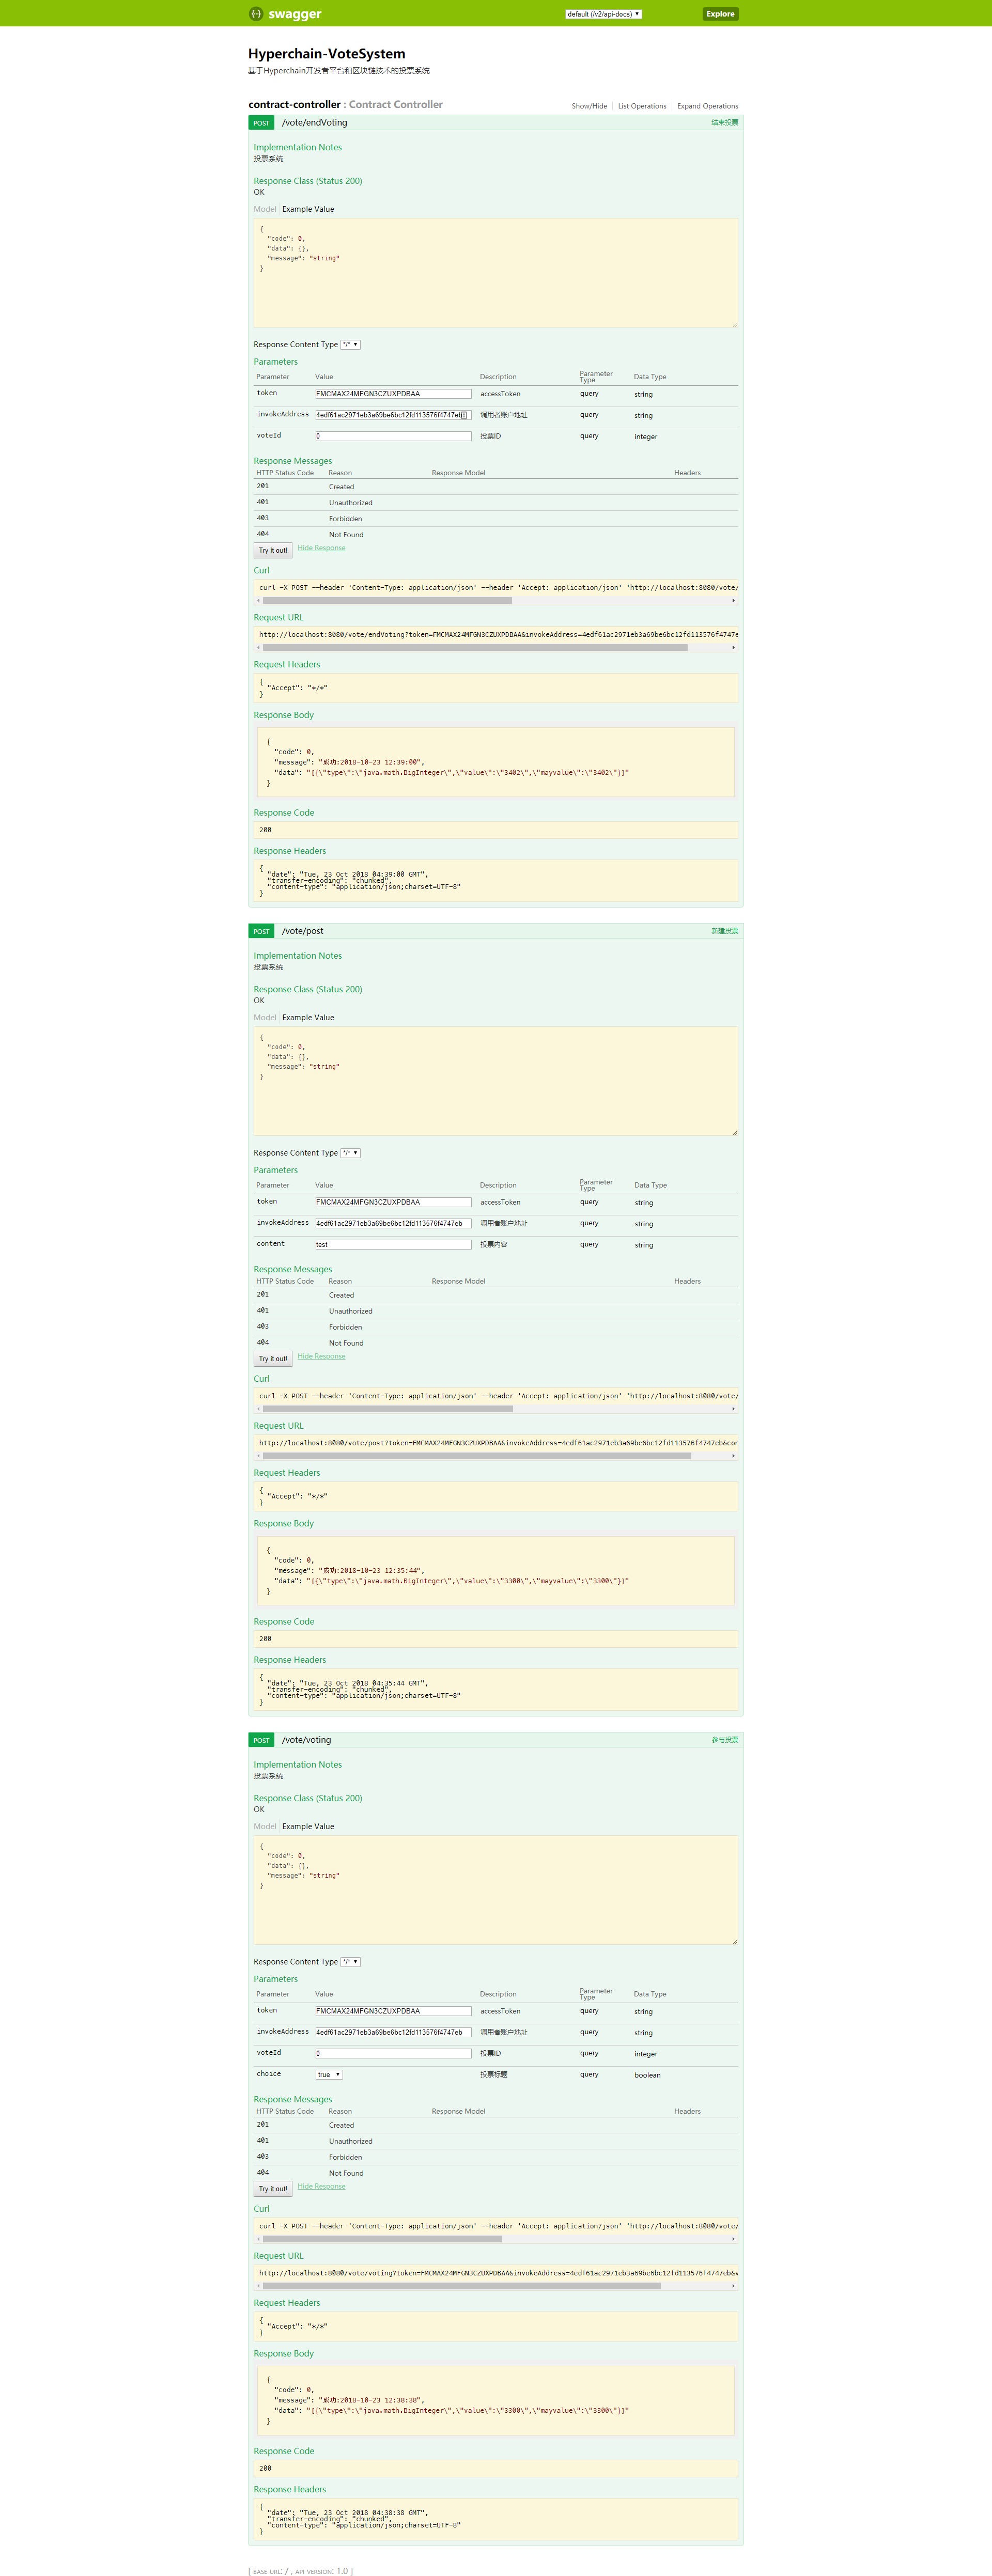 {-} swagger
default (/v2/api-docs)
Explore
Hyperchain-VoteSystem
基于Hyperchain开发者平台和区块链技术的投票系统
contract-controller : Contract Controller
Show/Hide
List Operations
Expand Operations
POST /vote/endVoting 结束投票
Implementation Notes
投票系统
Response Class (Status 200)
OK
Model Example Value
{
"code": 0,
"data": {},
"message": "string"
}
Response Content Type */*
Parameters
Parameter Value Description Parameter Type Data Type
token FMCMAX24MFGN3CZUXPDBAA accessToken query string
invokeAddress 4edf61ac2971eb3a69be6bc12fd113576f4747eb 调用者账户地址 query string
voteId 0 投票ID query integer
Response Messages
HTTP Status Code Reason Response Model Headers
201 Created
401 Unauthorized
403 Forbidden
404 Not Found
Try it out! Hide Response
Curl
curl -X POST --header 'Content-Type: application/json' --header 'Accept: application/json' 'http://localhost:8080/vote/
Request URL
http://localhost:8080/vote/endVoting?token=FMCMAX24MFGN3CZUXPDBAA&invokeAddress=4edf61ac2971eb3a69be6bc12fd113576f4747e
Request Headers
{
"Accept": "*/*"
}
Response Body
{
"code": 0,
"message": "成功:2018-10-23 12:39:00",
"data": "[{\"type\":\"java.math.BigInteger\",\"value\":\"3402\",\"mayvalue\":\"3402\"}]"
}
Response Code
200
Response Headers
{
"date": "Tue, 23 Oct 2018 04:39:00 GMT",
"transfer-encoding": "chunked",
"content-type": "application/json;charset=UTF-8"
}
POST /vote/post 新建投票
Implementation Notes
投票系统
Response Class (Status 200)
OK
Model Example Value
{
"code": 0,
"data": {},
"message": "string"
}
Response Content Type */*
Parameters
Parameter Value Description Parameter Type Data Type
token FMCMAX24MFGN3CZUXPDBAA accessToken query string
invokeAddress 4edf61ac2971eb3a69be6bc12fd113576f4747eb 调用者账户地址 query string
content test 投票内容 query string
Response Messages
HTTP Status Code Reason Response Model Headers
201 Created
401 Unauthorized
403 Forbidden
404 Not Found
Try it out! Hide Response
Curl
curl -X POST --header 'Content-Type: application/json' --header 'Accept: application/json' 'http://localhost:8080/vote/
Request URL
http://localhost:8080/vote/post?token=FMCMAX24MFGN3CZUXPDBAA&invokeAddress=4edf61ac2971eb3a69be6bc12fd113576f4747eb&con
Request Headers
{
"Accept": "*/*"
}
Response Body
{
"code": 0,
"message": "成功:2018-10-23 12:35:44",
"data": "[{\"type\":\"java.math.BigInteger\",\"value\":\"3300\",\"mayvalue\":\"3300\"}]"
}
Response Code
200
Response Headers
{
"date": "Tue, 23 Oct 2018 04:35:44 GMT",
"transfer-encoding": "chunked",
"content-type": "application/json;charset=UTF-8"
}
POST /vote/voting 参与投票
Implementation Notes
投票系统
Response Class (Status 200)
OK
Model Example Value
{
"code": 0,
"data": {},
"message": "string"
}
Response Content Type */*
Parameters
Parameter Value Description Parameter Type Data Type
token FMCMAX24MFGN3CZUXPDBAA accessToken query string
invokeAddress 4edf61ac2971eb3a69be6bc12fd113576f4747eb 调用者账户地址 query string
voteId 0 投票ID query integer
choice true 投票标题 query boolean
Response Messages
HTTP Status Code Reason Response Model Headers
201 Created
401 Unauthorized
403 Forbidden
404 Not Found
Try it out! Hide Response
Curl
curl -X POST --header 'Content-Type: application/json' --header 'Accept: application/json' 'http://localhost:8080/vote/
Request URL
http://localhost:8080/vote/voting?token=FMCMAX24MFGN3CZUXPDBAA&invokeAddress=4edf61ac2971eb3a69be6bc12fd113576f4747eb&v
Request Headers
{
"Accept": "*/*"
}
Response Body
{
"code": 0,
"message": "成功:2018-10-23 12:38:38",
"data": "[{\"type\":\"java.math.BigInteger\",\"value\":\"3300\",\"mayvalue\":\"3300\"}]"
}
Response Code
200
Response Headers
{
"date": "Tue, 23 Oct 2018 04:38:38 GMT",
"transfer-encoding": "chunked",
"content-type": "application/json;charset=UTF-8"
}
[ BASE URL: / , API VERSION: 1.0 ]